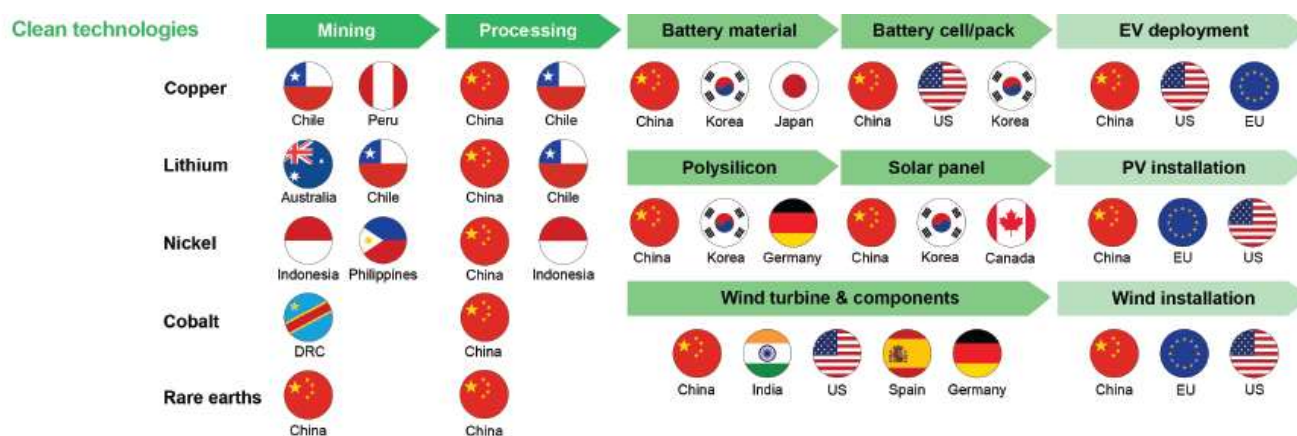 Clean technologies
Mining
Processing
Battery material
Battery cell/pack
EV deployment
Copper
Chile
Peru
China
Chile
China
Korea
Japan
China
US
Korea
China
US
EU
Lithium
Australia
Chile
China
Chile
Polysilicon
Solar panel
PV installation
Nickel
Indonesia
Philippines
China
Indonesia
China
Korea
Germany
China
Korea
Canada
China
EU
US
Wind turbine & components
Wind installation
Cobalt
DRC
China
China
India
US
Spain
Germany
China
EU
US
Rare earths
China
China